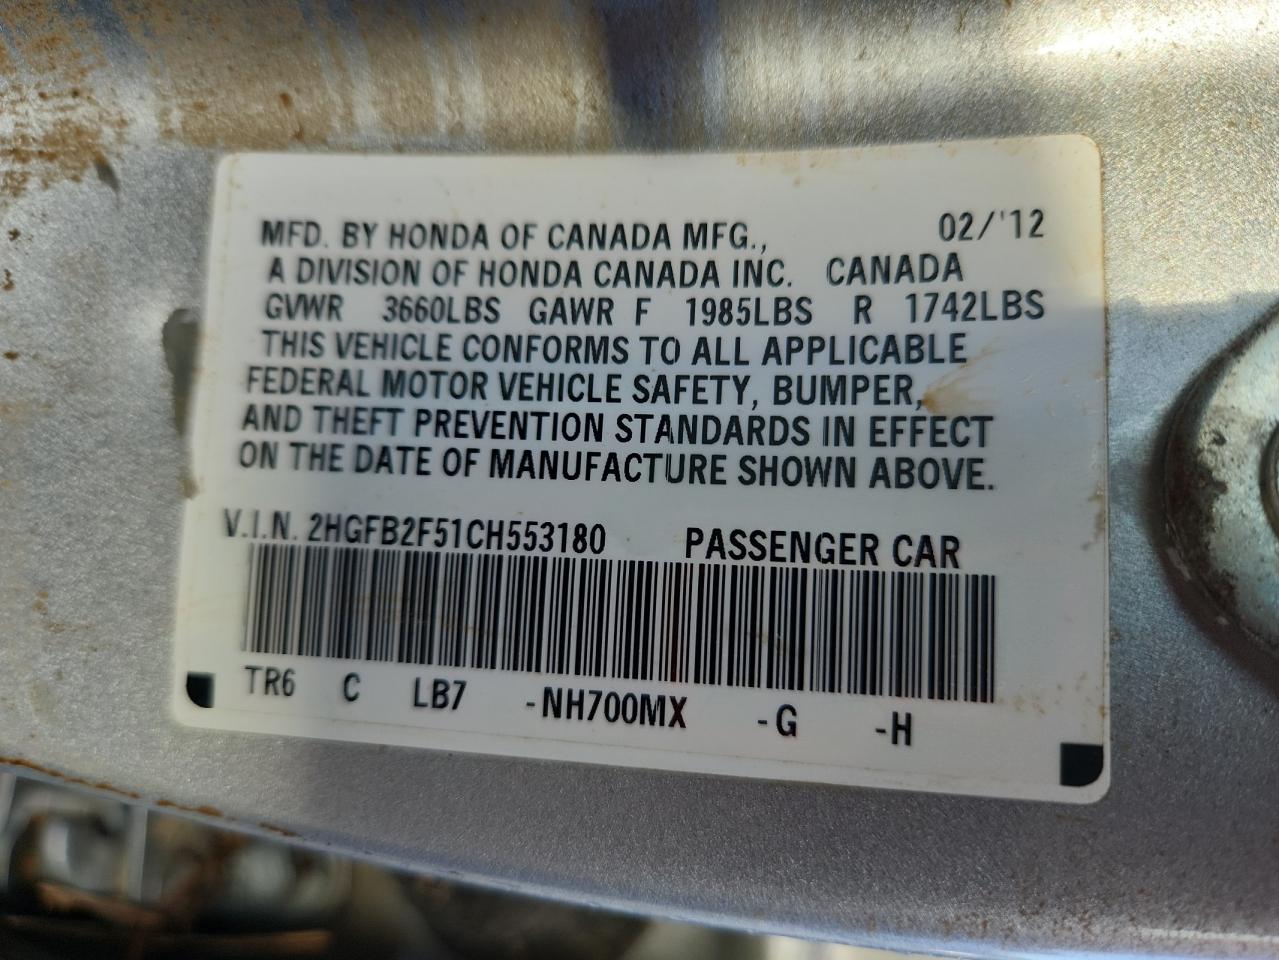 MFD. BY HONDA OF CANADA MFG., 02/'12
A DIVISION OF HONDA CANADA INC. CANADA
GVWR 3660LBS GAWR F 1985LBS R 1742LBS
THIS VEHICLE CONFORMS TO ALL APPLICABLE
FEDERAL MOTOR VEHICLE SAFETY, BUMPER,
AND THEFT PREVENTION STANDARDS IN EFFECT
ON THE DATE OF MANUFACTURE SHOWN ABOVE.
V.I.N. 2HGFB2F51CH553180 PASSENGER CAR
TR6 C LB7 -NH700MX -G -H